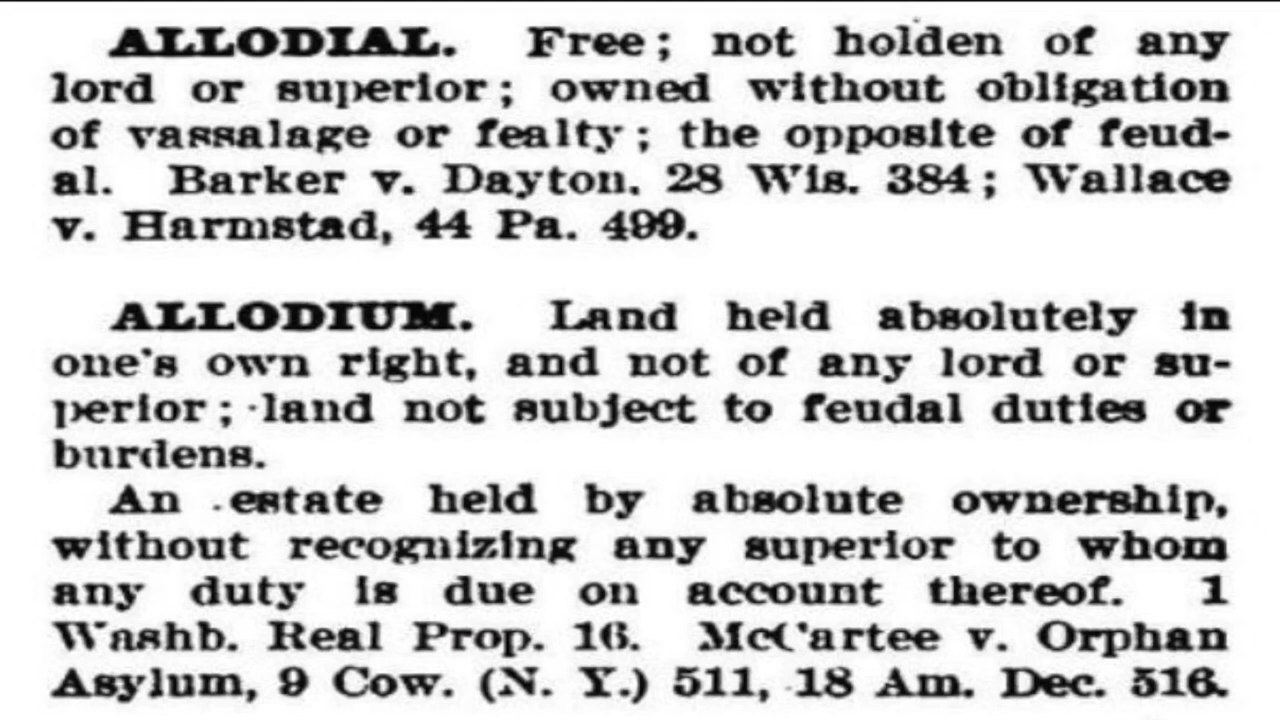 ALLODIAL. Free; not holden of any
lord or superior; owned without obligation
of vassalage or fealty; the opposite of feud-
al. Barker v. Dayton. 28 Wis. 384; Wallace
v. Harmstad, 44 Pa. 499.
ALLODIUM. Land held absolutely in
one's own right, and not of any lord or su-
perior; land not subject to feudal duties or
burdens.
An estate held by absolute ownership,
without recognizing any superior to whom
any duty is due on account thereof. 1
Washb. Real Prop. 16. McCartee v. Orphan
Asylum, 9 Cow. (N. Y.) 511, 18 Am. Dec. 516.